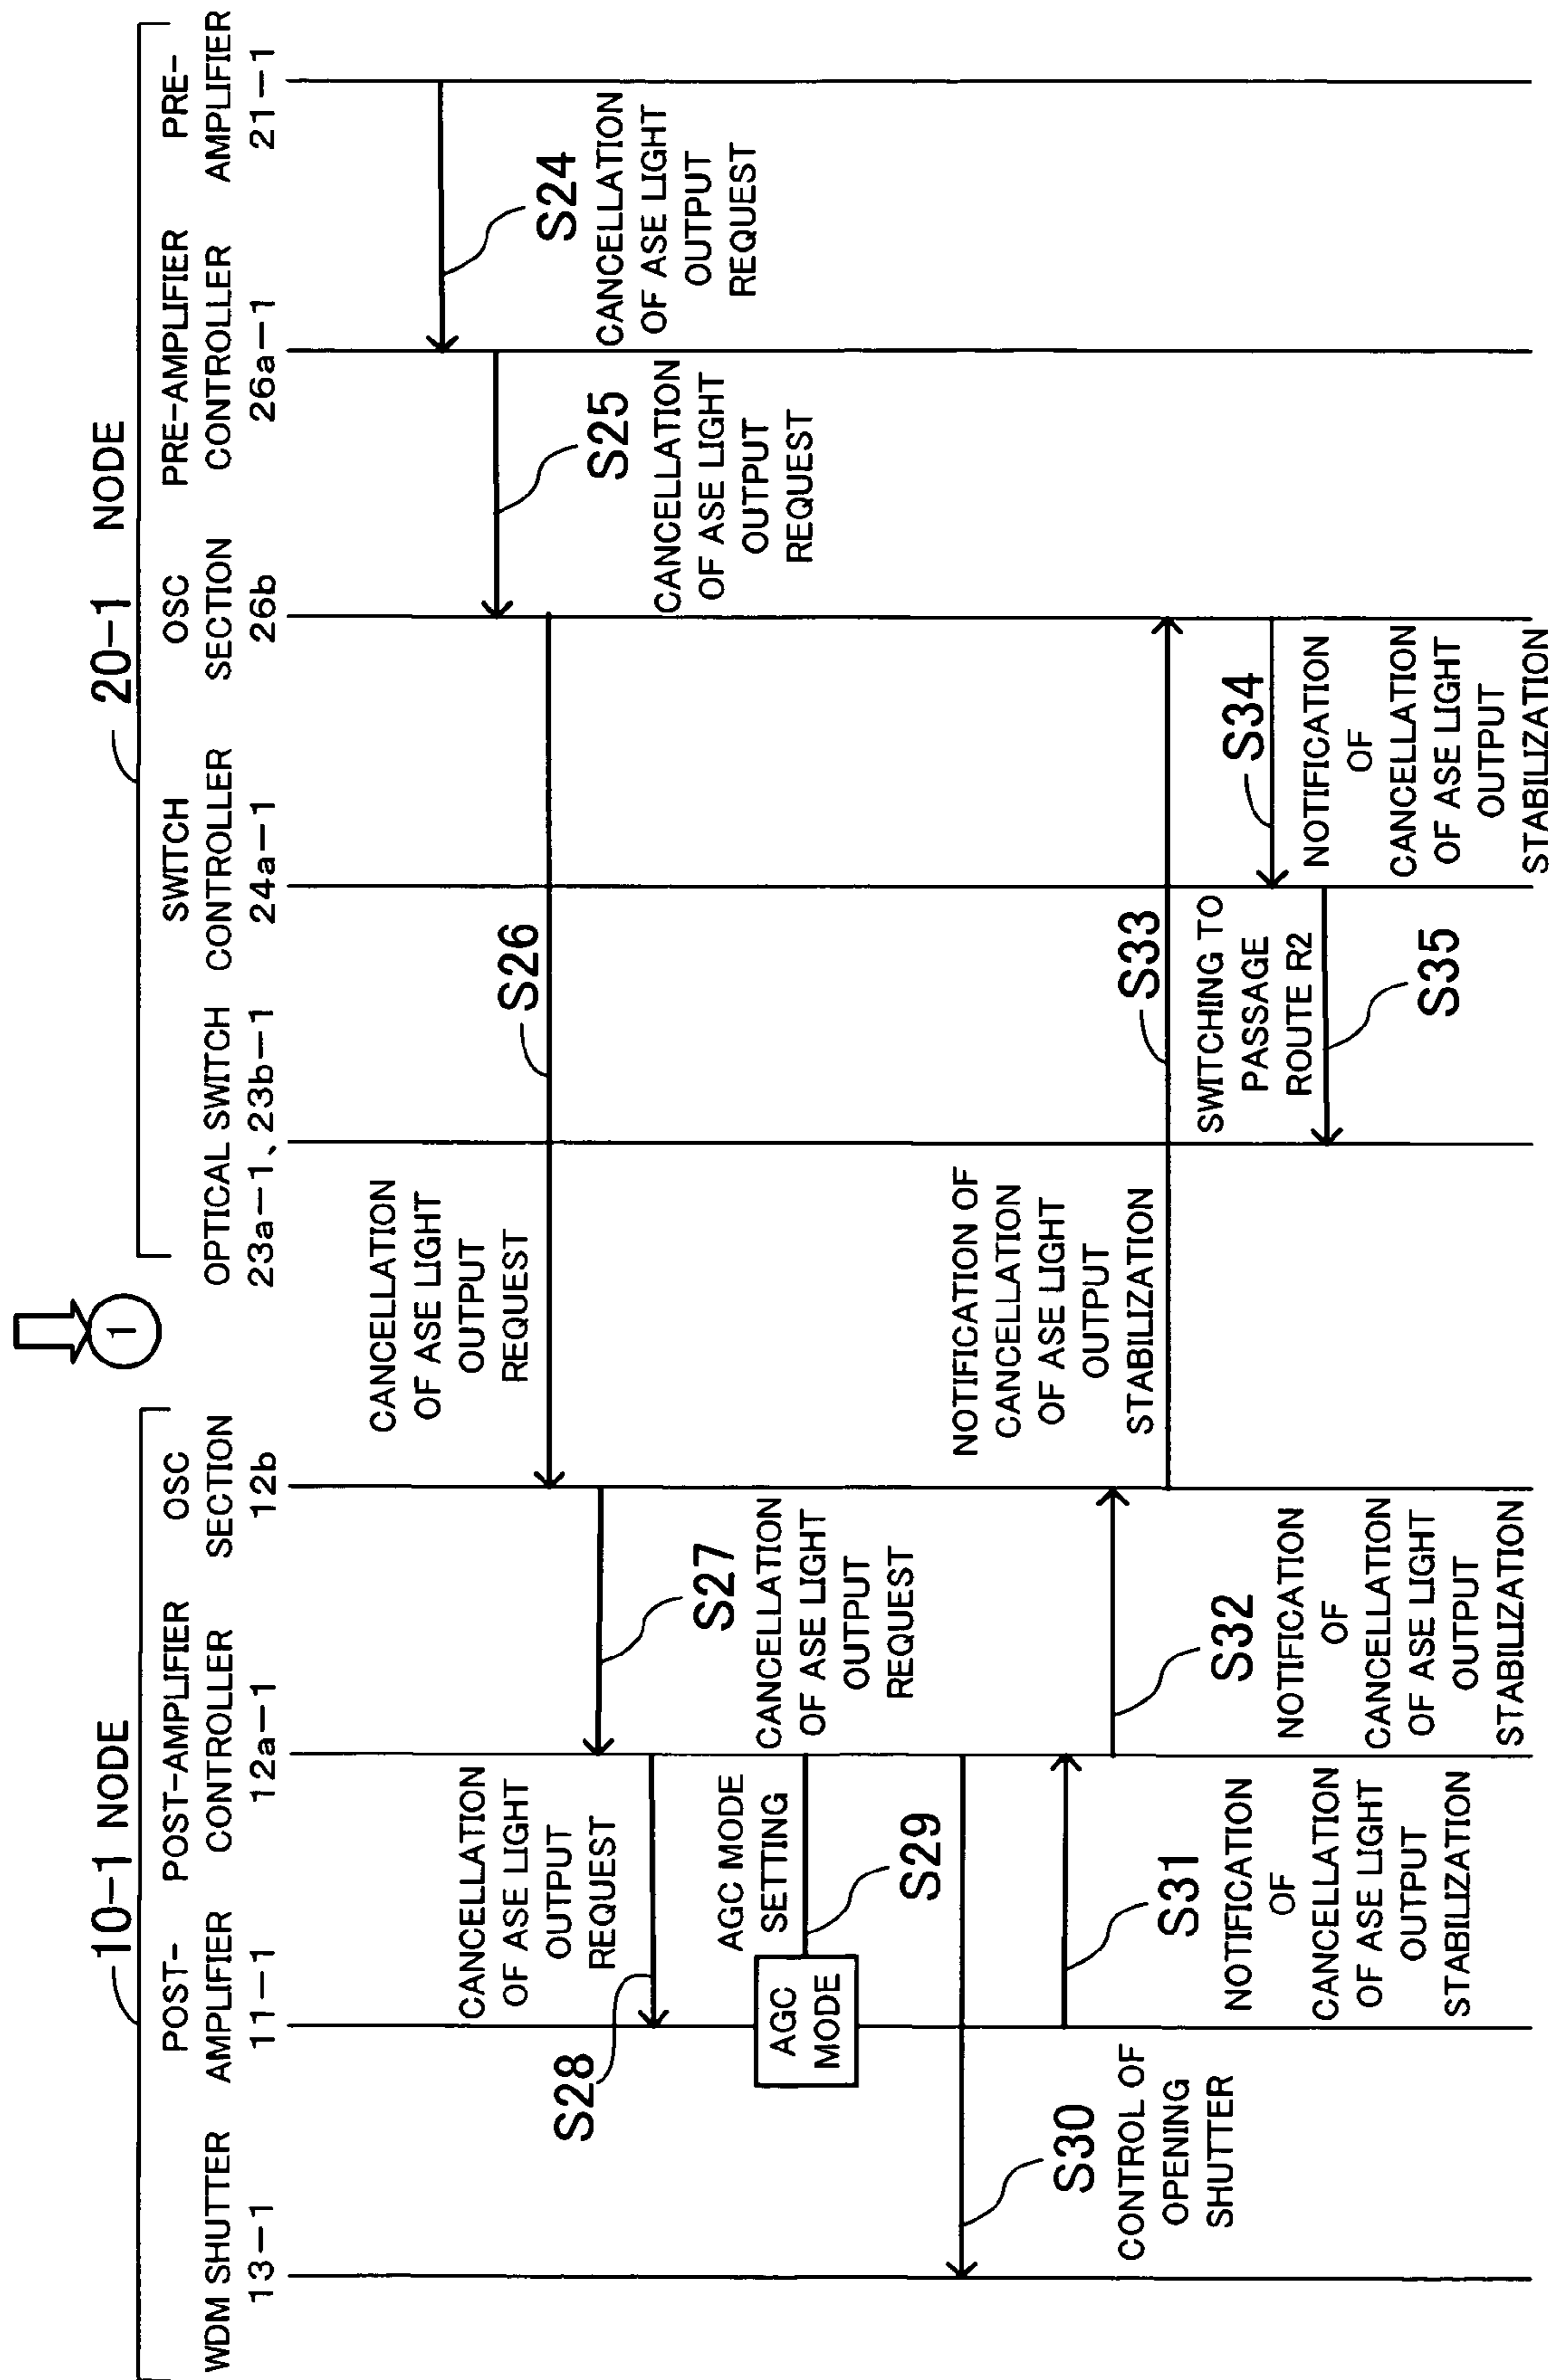 1
10-1 NODE
WDM SHUTTER
13-1
POST-
AMPLIFIER
11-1
POST-AMPLIFIER
CONTROLLER
12a-1
OSC
SECTION
12b
20-1 NODE
OPTICAL SWITCH
23a-1、23b-1
SWITCH
CONTROLLER
24a-1
OSC
SECTION
26b
PRE-AMPLIFIER
CONTROLLER
26a-1
PRE-
AMPLIFIER
21-1
S24
CANCELLATION
OF ASE LIGHT
OUTPUT
REQUEST
S25
CANCELLATION
OF ASE LIGHT
OUTPUT
REQUEST
CANCELLATION
OF ASE LIGHT
OUTPUT
REQUEST
S26
S27
CANCELLATION
OF ASE LIGHT
OUTPUT
REQUEST
CANCELLATION
OF ASE LIGHT
OUTPUT
REQUEST
S28
AGC MODE
SETTING
AGC
MODE
S29
S30
CONTROL OF
OPENING
SHUTTER
S31
NOTIFICATION
OF
CANCELLATION
OF ASE LIGHT
OUTPUT
STABILIZATION
S32
NOTIFICATION
OF
CANCELLATION
OF ASE LIGHT
OUTPUT
STABILIZATION
NOTIFICATION OF
CANCELLATION
OF ASE LIGHT
OUTPUT
STABILIZATION
S33
S34
NOTIFICATION
OF
CANCELLATION
OF ASE LIGHT
OUTPUT
STABILIZATION
SWITCHING TO
PASSAGE
ROUTE R2
S35